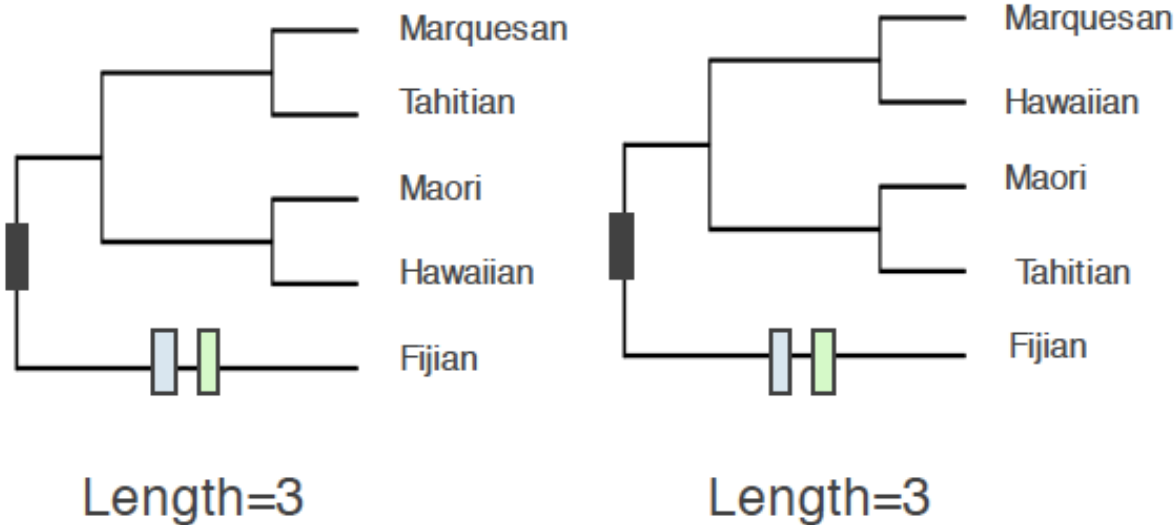 Marquesan
Tahitian
Maori
Hawaiian
Fijian
Length=3
Marquesan
Hawaiian
Maori
Tahitian
Fijian
Length=3